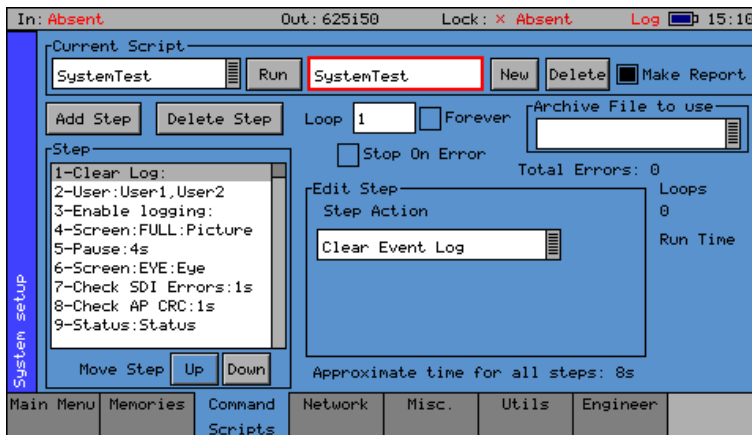 In: Absent Out: 625i50 Lock: × Absent Log 15:10
Current Script
SystemTest Run SystemTest New Delete Make Report
Add Step Delete Step Loop 1 Forever Archive File to use
Stop On Error
Step
Total Errors: 0
1-Clear Log:
2-User:User1,User2
3-Enable logging:
4-Screen:FULL:Picture
5-Pause:4s
6-Screen:EYE:Eye
7-Check SDI Errors:1s
8-Check AP CRC:1s
9-Status:Status
Move Step Up Down
Edit Step
Step Action
Clear Event Log
Loops
0
Run Time
Approximate time for all steps: 8s
System setup
Main Menu Memories Command Scripts Network Misc. Utils Engineer